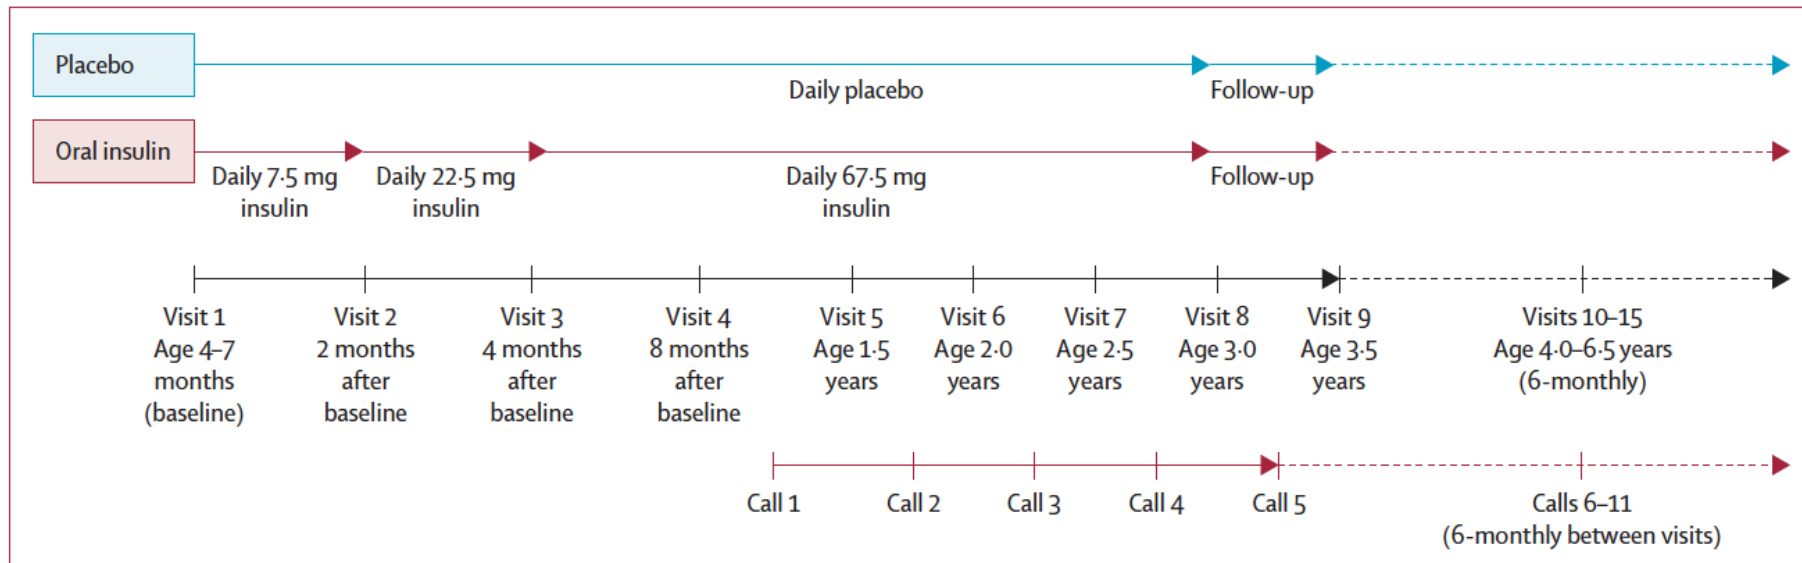 Placebo
Daily placebo
Follow-up
Oral insulin
Daily 7·5 mg
insulin
Daily 22·5 mg
insulin
Daily 67·5 mg
insulin
Follow-up
Visit 1
Age 4–7
months
(baseline)
Visit 2
2 months
after
baseline
Visit 3
4 months
after
baseline
Visit 4
8 months
after
baseline
Visit 5
Age 1·5
years
Visit 6
Age 2·0
years
Visit 7
Age 2·5
years
Visit 8
Age 3·0
years
Visit 9
Age 3·5
years
Visits 10–15
Age 4·0–6·5 years
(6-monthly)
Call 1
Call 2
Call 3
Call 4
Call 5
Calls 6–11
(6-monthly between visits)